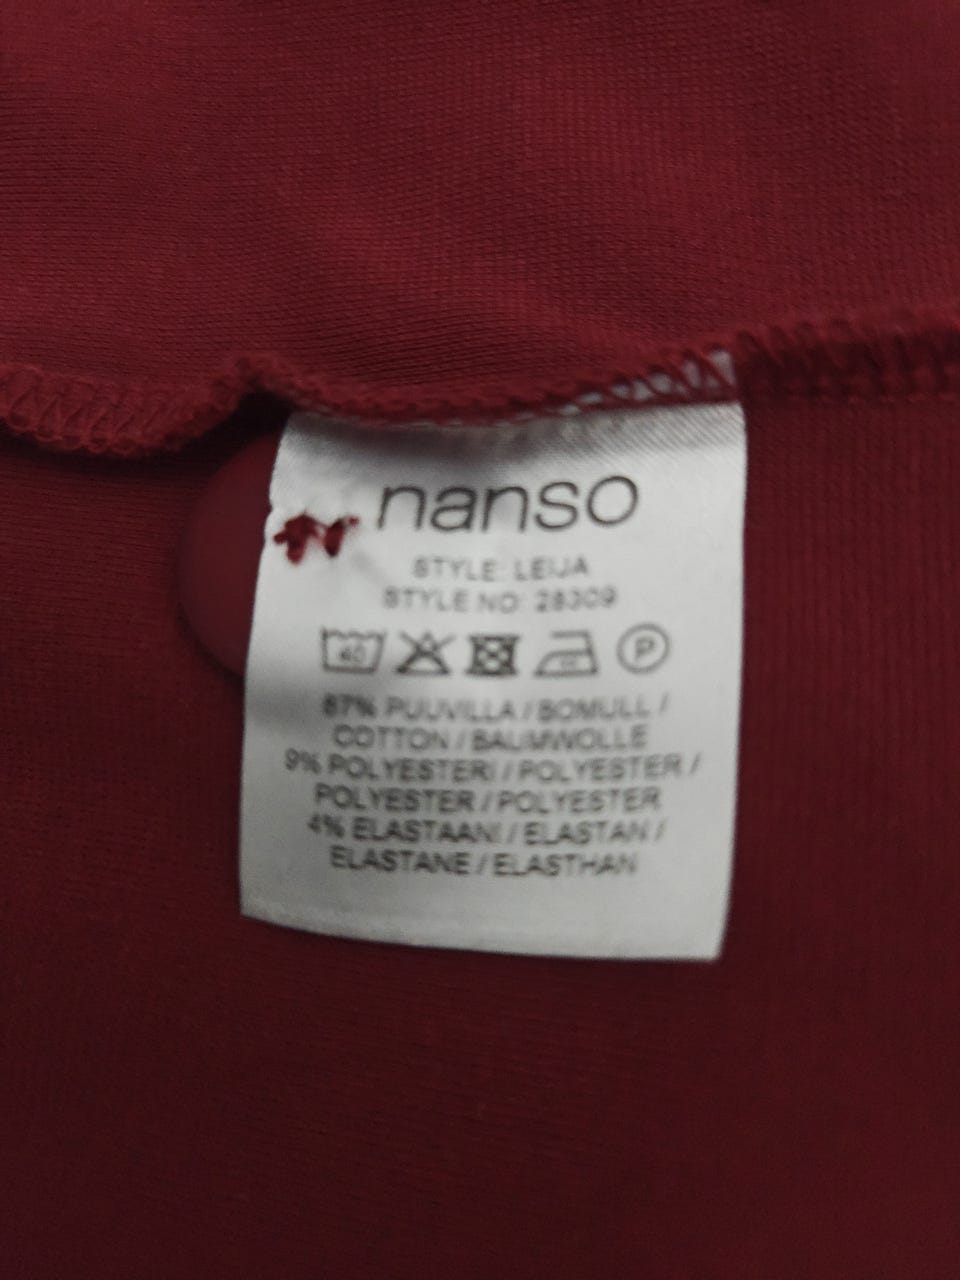 nanso
STYLE: LEIJA
STYLE NO: 28309
40 P
87% PUUVILLA / BOMULL /
COTTON / BAUMWOLLE
9% POLYESTERI / POLYESTER /
POLYESTER / POLYESTER
4% ELASTAANI / ELASTAN /
ELASTANE / ELASTHAN